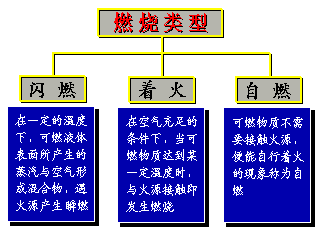 燃烧类型
闪 燃
在一定的温度
下，可燃液体
表面所产生的
蒸汽与空气形
成混合物，遇
火源产生瞬燃
着 火
在空气充足的
条件下，当可
燃物质达到某
一定温度时，
与火源接触即
发生燃烧
自 燃
可燃物质不需
要接触火源，
便能自行着火
的现象称为自
燃